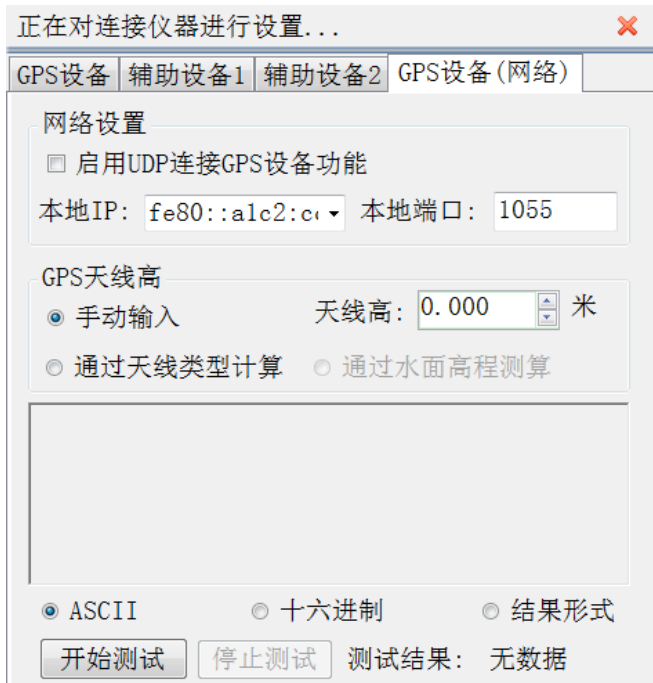 正在对连接仪器进行设置...
GPS设备 辅助设备1 辅助设备2 GPS设备(网络)
网络设置
启用UDP连接GPS设备功能
本地IP: fe80::a1c2:c 本地端口: 1055
GPS天线高
手动输入 天线高: 0.000 米
通过天线类型计算 通过水面高程测算
ASCII 十六进制 结果形式
开始测试 停止测试 测试结果: 无数据